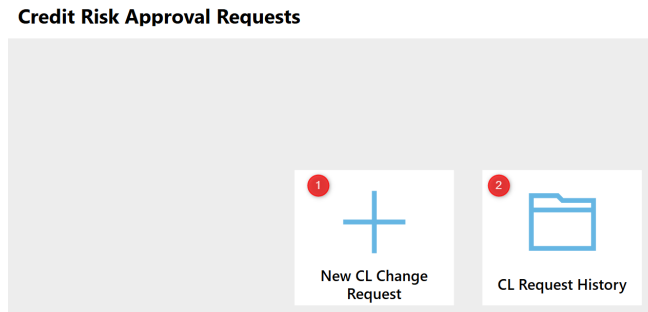 Credit Risk Approval Requests
1
2
New CL Change
Request
CL Request History